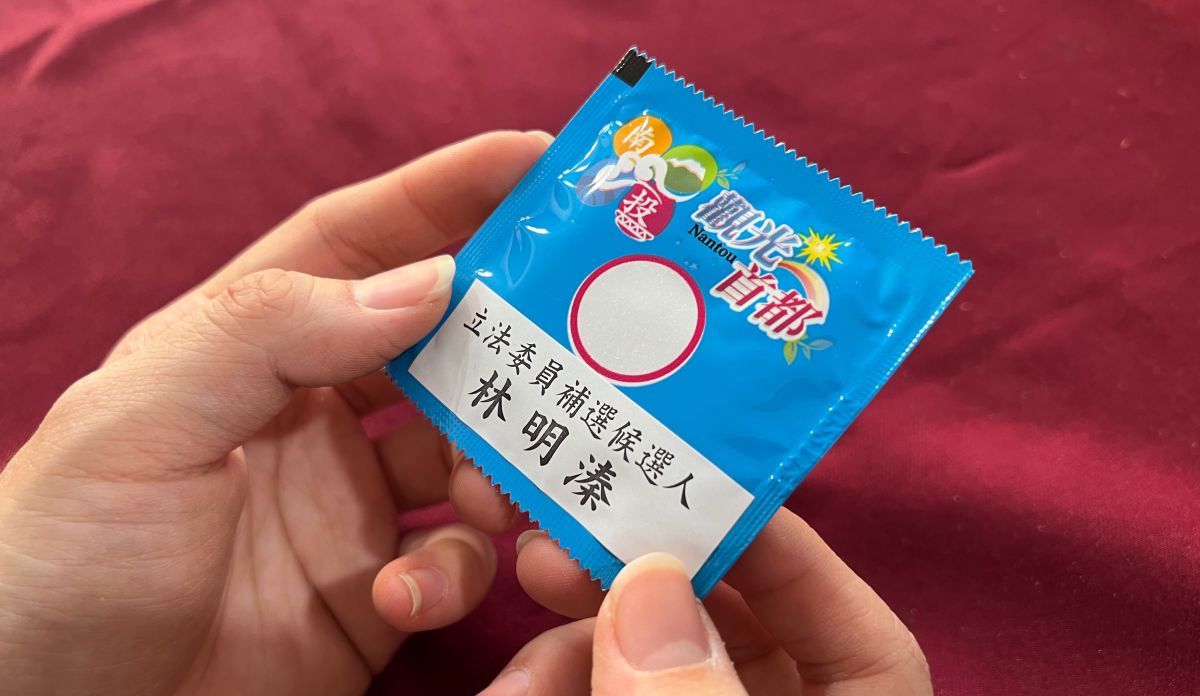 南
投
觀光
Nantou
首都
立法委員補選候選人
林明溱